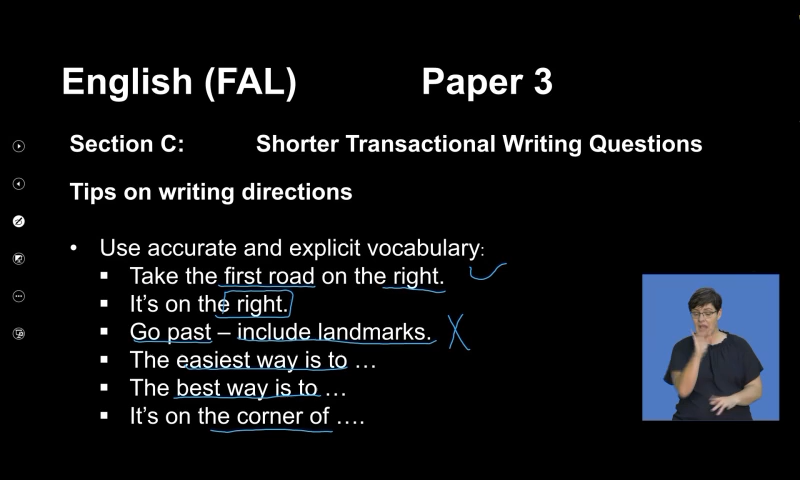 English (FAL) Paper 3
Section C: Shorter Transactional Writing Questions
Tips on writing directions
• Use accurate and explicit vocabulary:
▪ Take the first road on the right.
▪ It's on the right.
▪ Go past – include landmarks.
▪ The easiest way is to …
▪ The best way is to …
▪ It's on the corner of ….